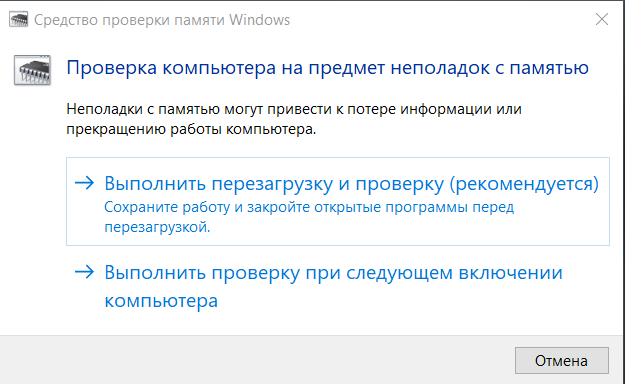 Средство проверки памяти Windows
Проверка компьютера на предмет неполадок с памятью
Неполадки с памятью могут привести к потере информации или
прекращению работы компьютера.
Выполнить перезагрузку и проверку (рекомендуется)
Сохраните работу и закройте открытые программы перед
перезагрузкой.
Выполнить проверку при следующем включении
компьютера
Отмена